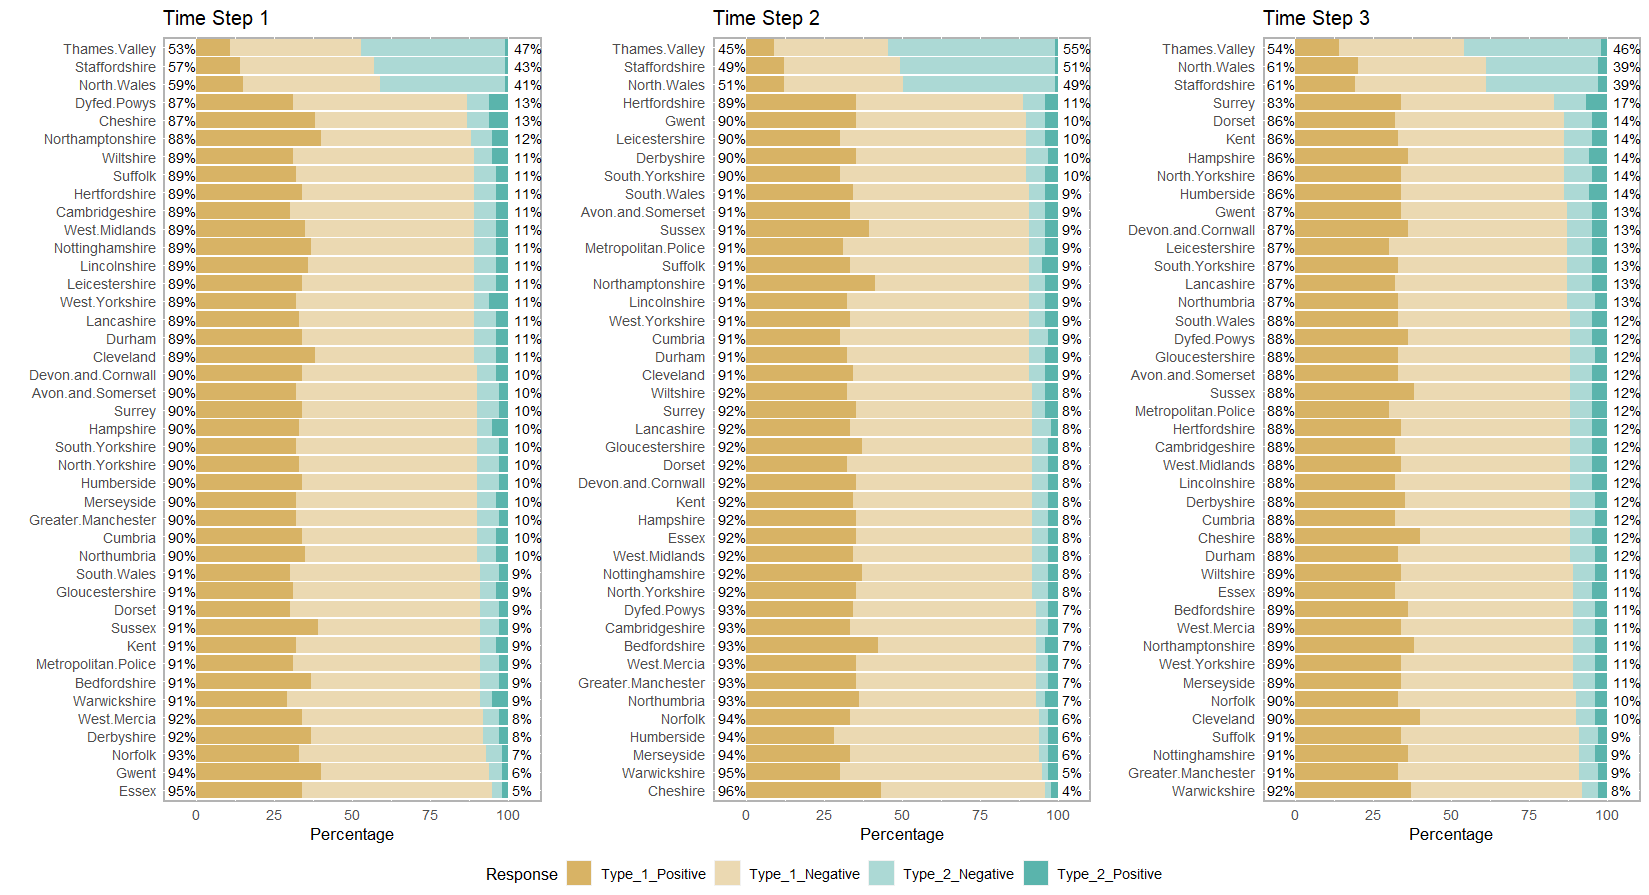 Time Step 1
Thames.Valley 53% 47%
Staffordshire 57% 43%
North.Wales 59% 41%
Dyfed.Powys 87% 13%
Cheshire 87% 13%
Northamptonshire 88% 12%
Wiltshire 89% 11%
Suffolk 89% 11%
Hertfordshire 89% 11%
Cambridgeshire 89% 11%
West.Midlands 89% 11%
Nottinghamshire 89% 11%
Lincolnshire 89% 11%
Leicestershire 89% 11%
West.Yorkshire 89% 11%
Lancashire 89% 11%
Durham 89% 11%
Cleveland 89% 11%
Devon.and.Cornwall 90% 10%
Avon.and.Somerset 90% 10%
Surrey 90% 10%
Hampshire 90% 10%
South.Yorkshire 90% 10%
North.Yorkshire 90% 10%
Humberside 90% 10%
Merseyside 90% 10%
Greater.Manchester 90% 10%
Cumbria 90% 10%
Northumbria 90% 10%
South.Wales 91% 9%
Gloucestershire 91% 9%
Dorset 91% 9%
Sussex 91% 9%
Kent 91% 9%
Metropolitan.Police 91% 9%
Bedfordshire 91% 9%
Warwickshire 91% 9%
West.Mercia 92% 8%
Derbyshire 92% 8%
Norfolk 93% 7%
Gwent 94% 6%
Essex 95% 5%
0 25 50 75 100
Percentage
Time Step 2
Thames.Valley 45% 55%
Staffordshire 49% 51%
North.Wales 51% 49%
Hertfordshire 89% 11%
Gwent 90% 10%
Leicestershire 90% 10%
Derbyshire 90% 10%
South.Yorkshire 90% 10%
South.Wales 91% 9%
Avon.and.Somerset 91% 9%
Sussex 91% 9%
Metropolitan.Police 91% 9%
Suffolk 91% 9%
Northamptonshire 91% 9%
Lincolnshire 91% 9%
West.Yorkshire 91% 9%
Cumbria 91% 9%
Durham 91% 9%
Cleveland 91% 9%
Wiltshire 92% 8%
Surrey 92% 8%
Lancashire 92% 8%
Gloucestershire 92% 8%
Dorset 92% 8%
Devon.and.Cornwall 92% 8%
Kent 92% 8%
Hampshire 92% 8%
Essex 92% 8%
West.Midlands 92% 8%
Nottinghamshire 92% 8%
North.Yorkshire 92% 8%
Dyfed.Powys 93% 7%
Cambridgeshire 93% 7%
Bedfordshire 93% 7%
West.Mercia 93% 7%
Greater.Manchester 93% 7%
Northumbria 93% 7%
Norfolk 94% 6%
Humberside 94% 6%
Merseyside 94% 6%
Warwickshire 95% 5%
Cheshire 96% 4%
0 25 50 75 100
Percentage
Time Step 3
Thames.Valley 54% 46%
North.Wales 61% 39%
Staffordshire 61% 39%
Surrey 83% 17%
Dorset 86% 14%
Kent 86% 14%
Hampshire 86% 14%
North.Yorkshire 86% 14%
Humberside 86% 14%
Gwent 87% 13%
Devon.and.Cornwall 87% 13%
Leicestershire 87% 13%
South.Yorkshire 87% 13%
Lancashire 87% 13%
Northumbria 87% 13%
South.Wales 88% 12%
Dyfed.Powys 88% 12%
Gloucestershire 88% 12%
Avon.and.Somerset 88% 12%
Sussex 88% 12%
Metropolitan.Police 88% 12%
Hertfordshire 88% 12%
Cambridgeshire 88% 12%
West.Midlands 88% 12%
Lincolnshire 88% 12%
Derbyshire 88% 12%
Cumbria 88% 12%
Cheshire 88% 12%
Durham 88% 12%
Wiltshire 89% 11%
Essex 89% 11%
Bedfordshire 89% 11%
West.Mercia 89% 11%
Northamptonshire 89% 11%
West.Yorkshire 89% 11%
Merseyside 89% 11%
Norfolk 90% 10%
Cleveland 90% 10%
Suffolk 91% 9%
Nottinghamshire 91% 9%
Greater.Manchester 91% 9%
Warwickshire 92% 8%
0 25 50 75 100
Percentage
Response Type_1_Positive Type_1_Negative Type_2_Negative Type_2_Positive